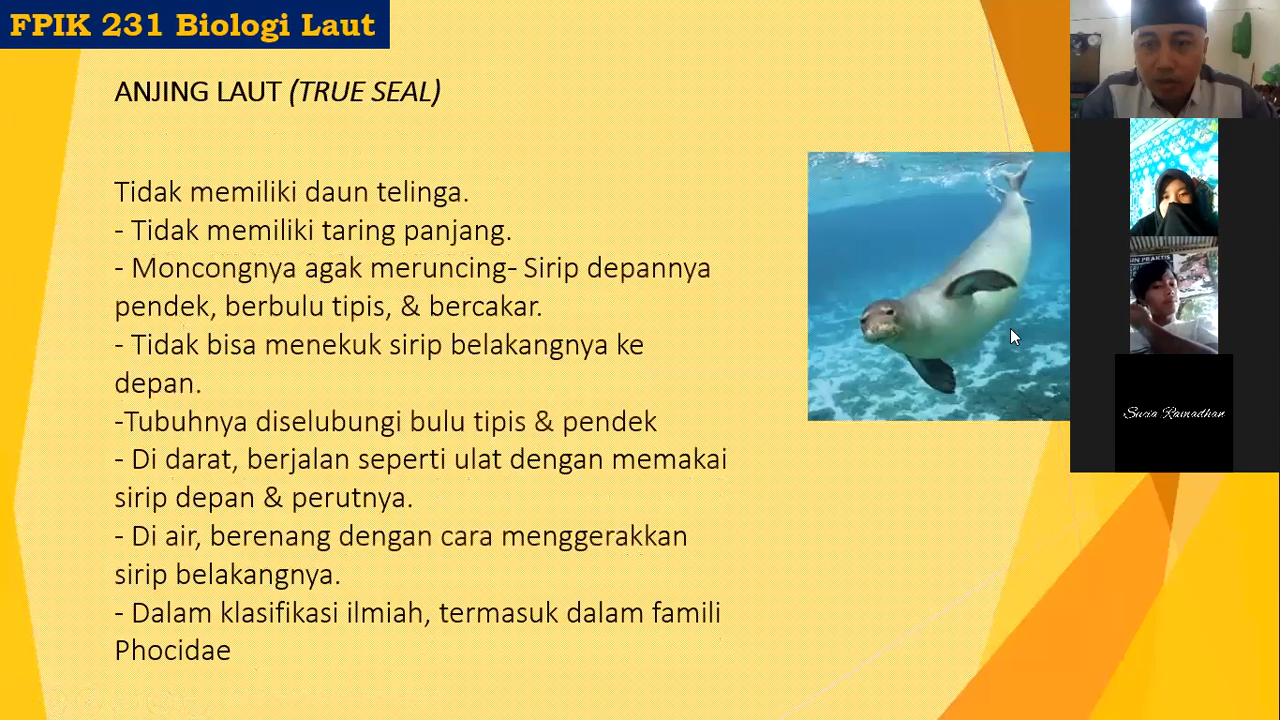 FPIK 231 Biologi Laut
ANJING LAUT (TRUE SEAL)
Tidak memiliki daun telinga.
- Tidak memiliki taring panjang.
- Moncongnya agak meruncing- Sirip depannya
pendek, berbulu tipis, & bercakar.
- Tidak bisa menekuk sirip belakangnya ke
depan.
-Tubuhnya diselubungi bulu tipis & pendek
- Di darat, berjalan seperti ulat dengan memakai
sirip depan & perutnya.
- Di air, berenang dengan cara menggerakkan
sirip belakangnya.
- Dalam klasifikasi ilmiah, termasuk dalam famili
Phocidae
PRAKTIS
Sucia Ramadhan